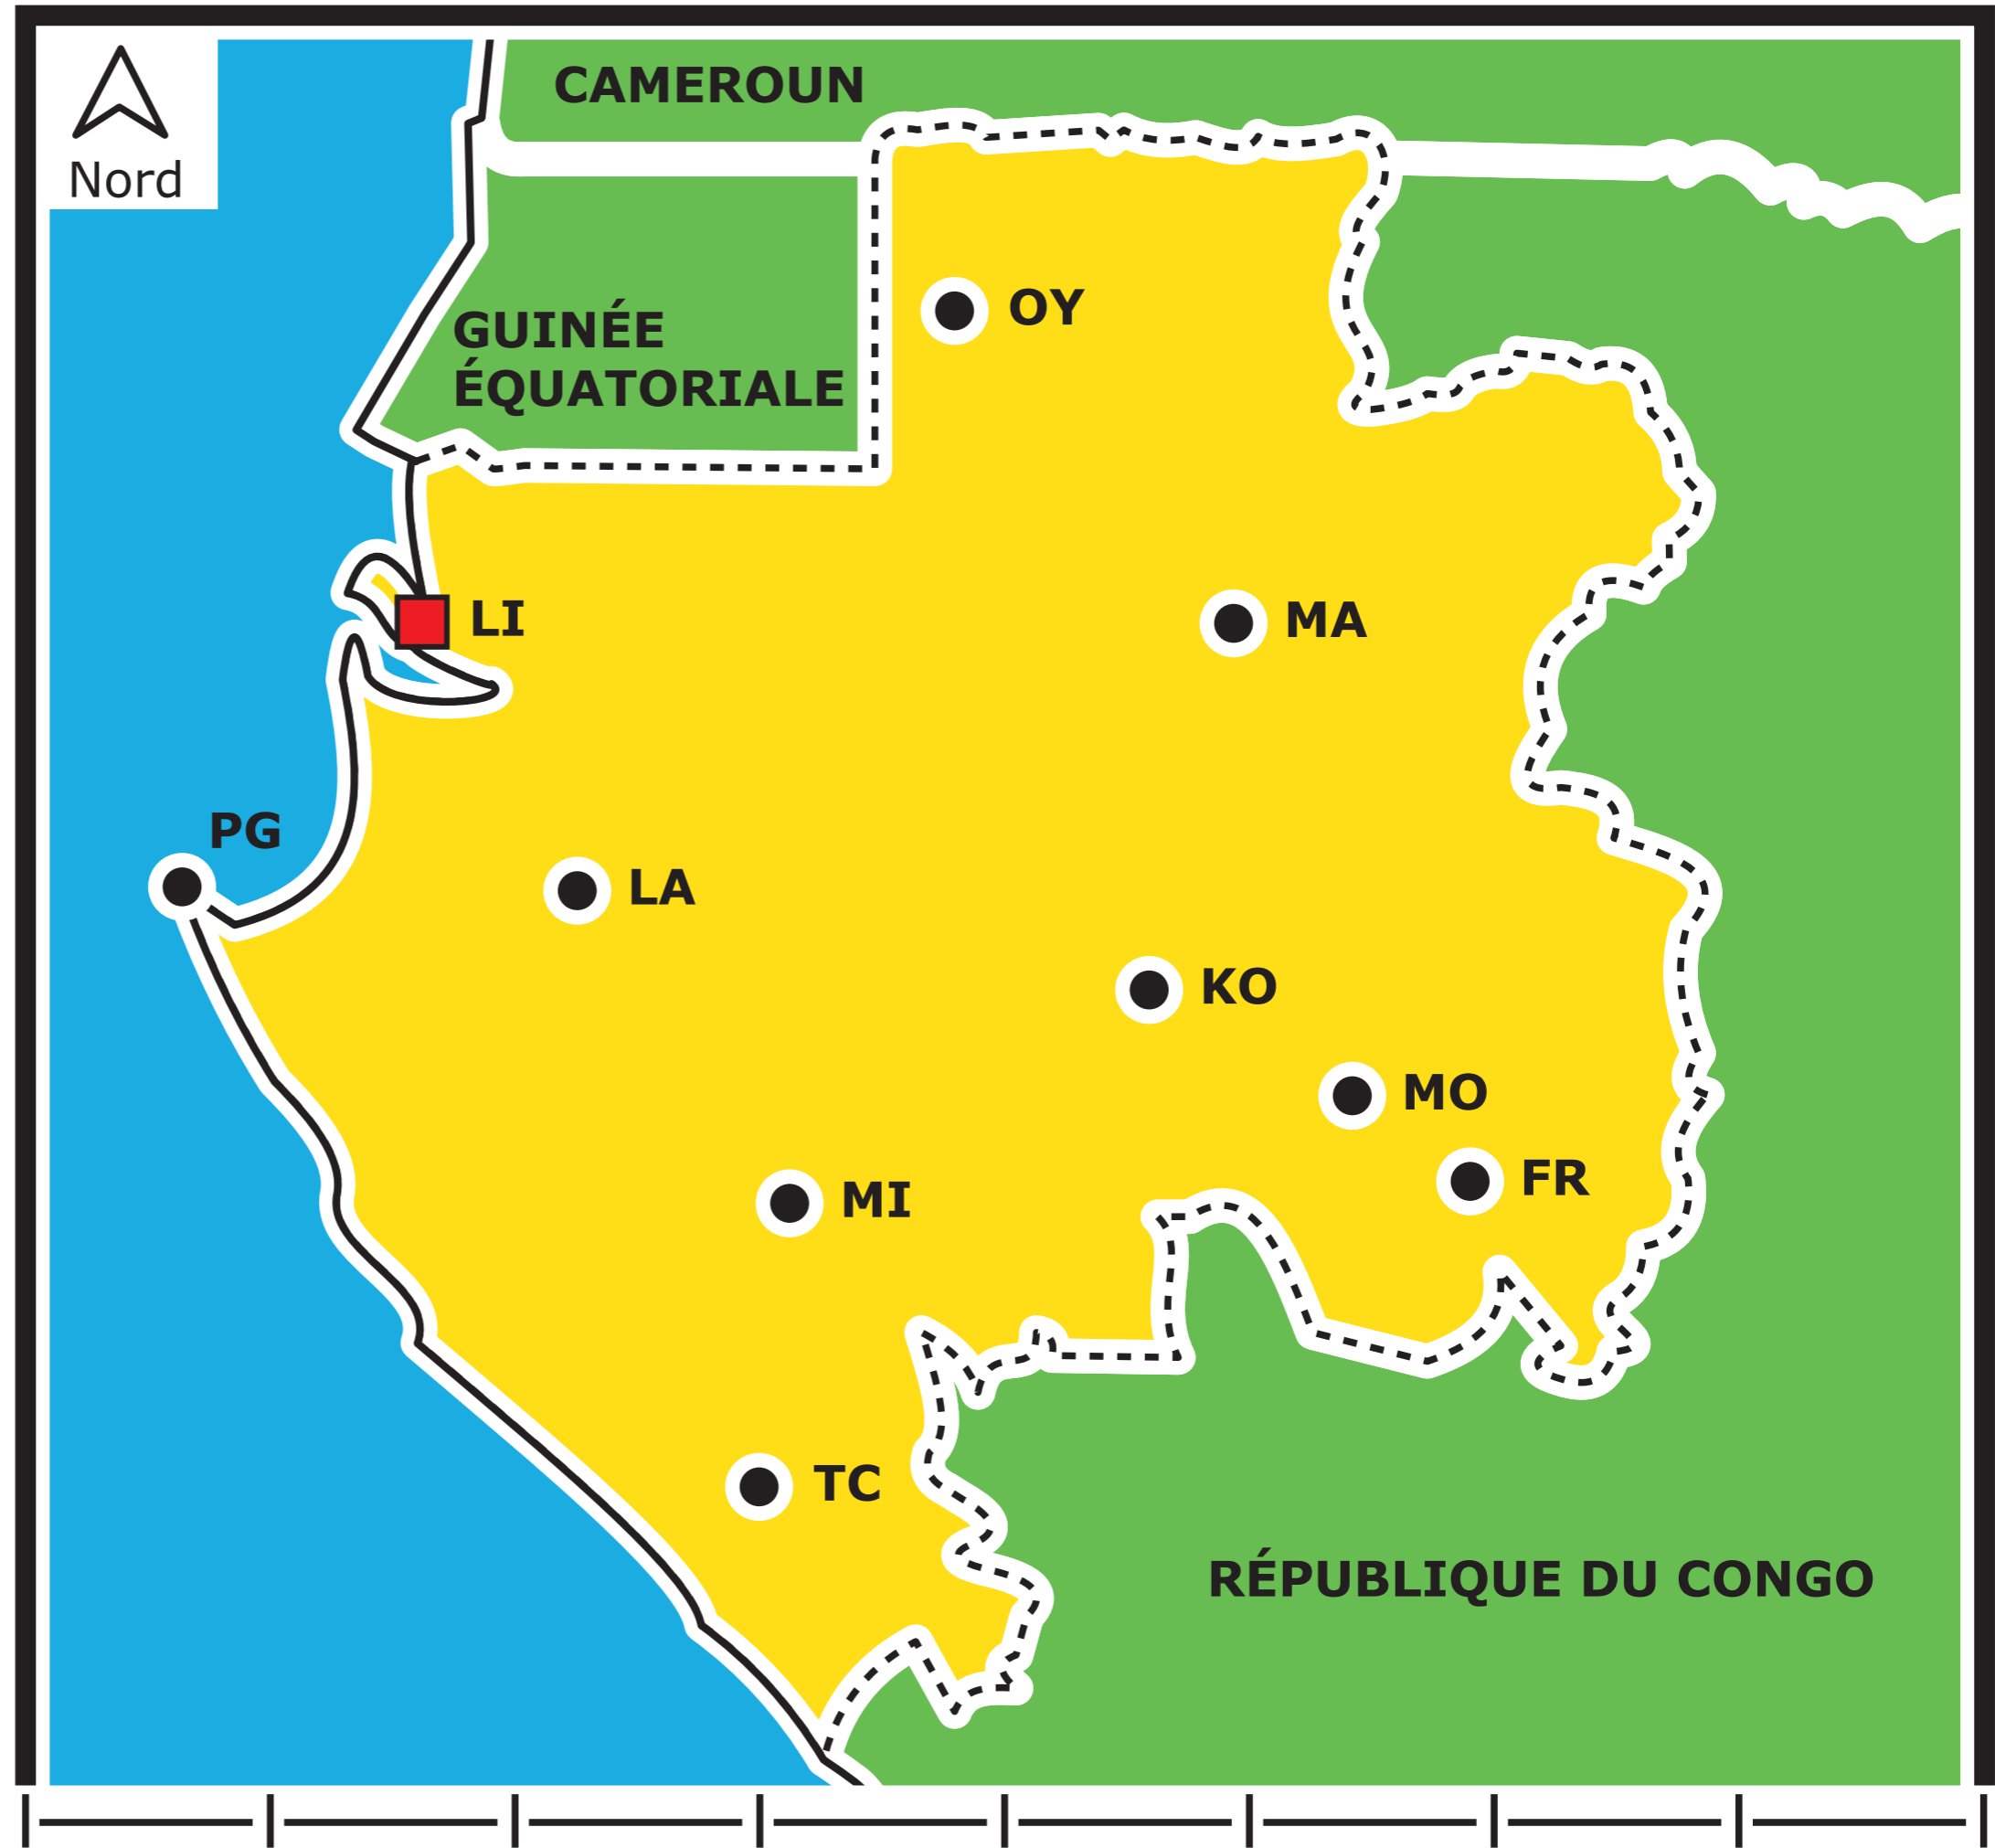 CAMEROUN
Nord
GUINÉE
ÉQUATORIALE
OY
LI
MA
PG
LA
KO
MO
FR
MI
TC
RÉPUBLIQUE DU CONGO